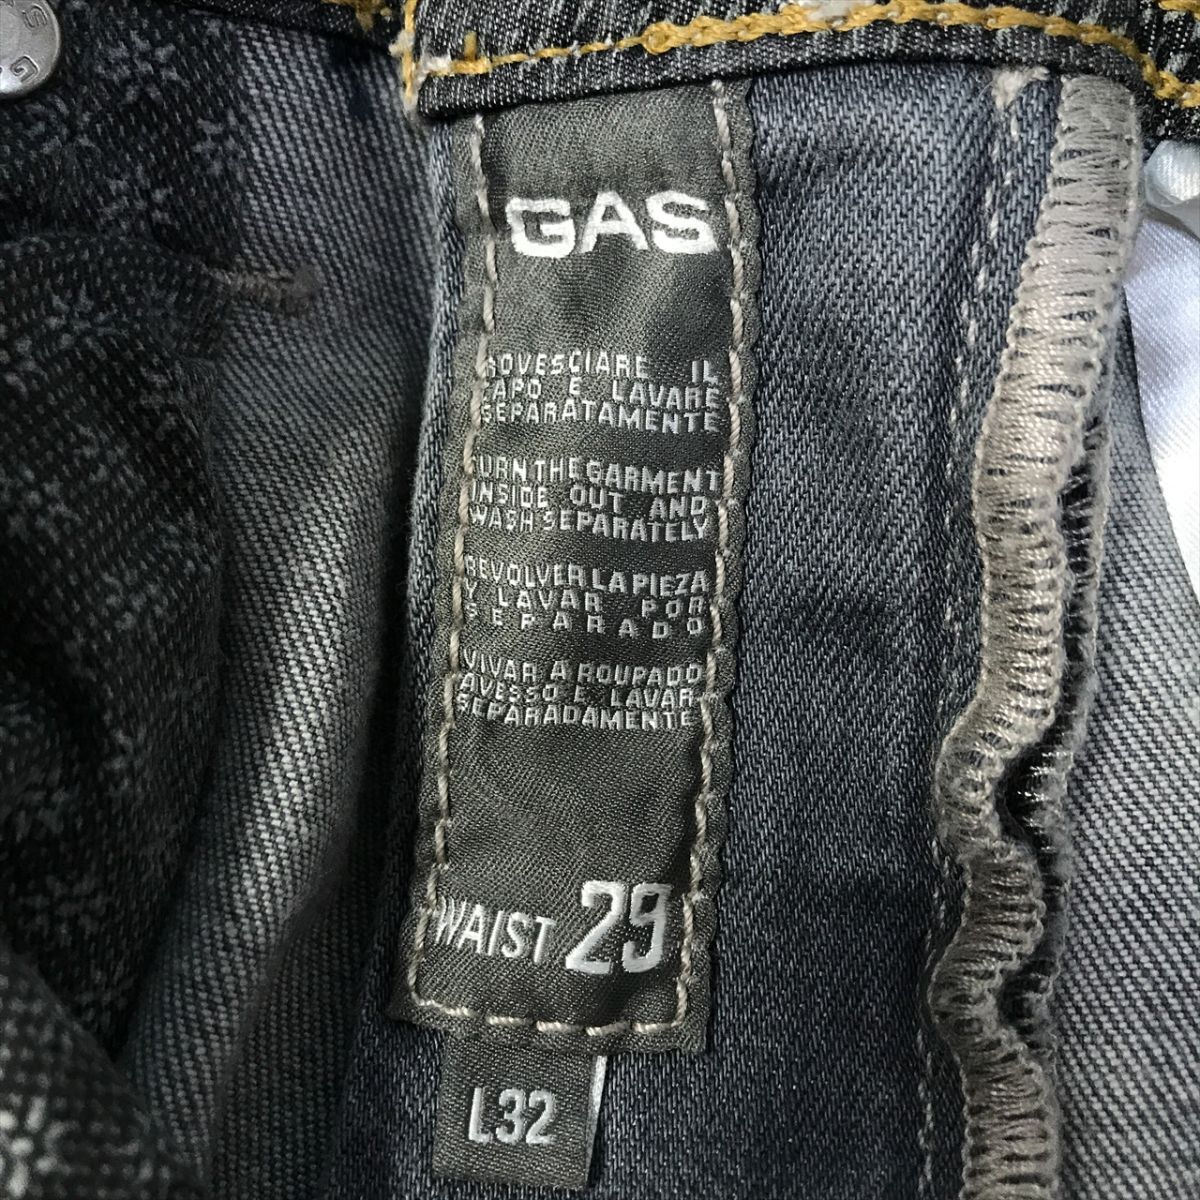 GAS
ROVESCIARE IL
CAPO E LAVARE
SEPARATAMENTE
TURN THE GARMENT
INSIDE OUT AND
WASH SEPARATELY
REVOLVER LA PIEZA
Y LAVAR POR
SEPARADO
VIVAR A ROUPADO
AVESSO E LAVAR
SEPARADAMENTE
WAIST 29
L32